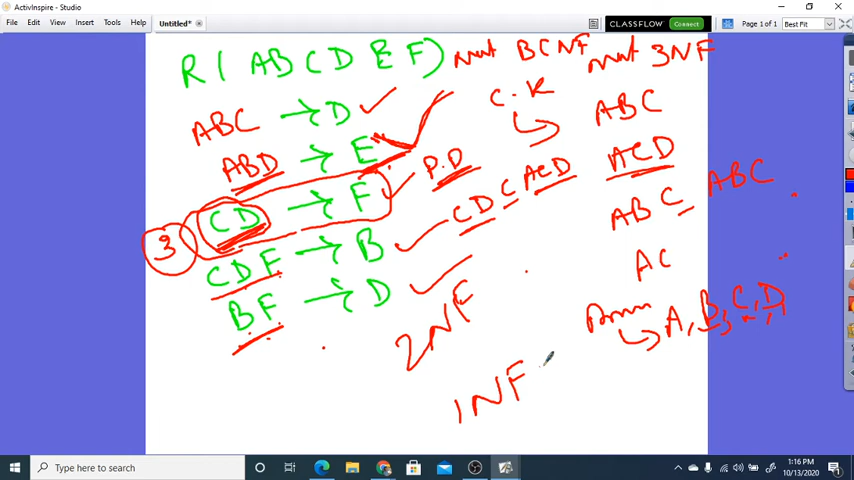 ActivInspire - Studio
File Edit View Insert Tools Help Untitled*
CLASSFLOW Connect Page 1 of 1 Best Fit
R ( A B C D E F ) not BCNF not 3NF
ABC → D C.K ABC
ABD → E P.D ACD
3 CD → F CD C ACD ABC ABC
CDF → B AC
BF → D A, B, C, D
2NF
1NF
Type here to search
1:16 PM
10/13/2020